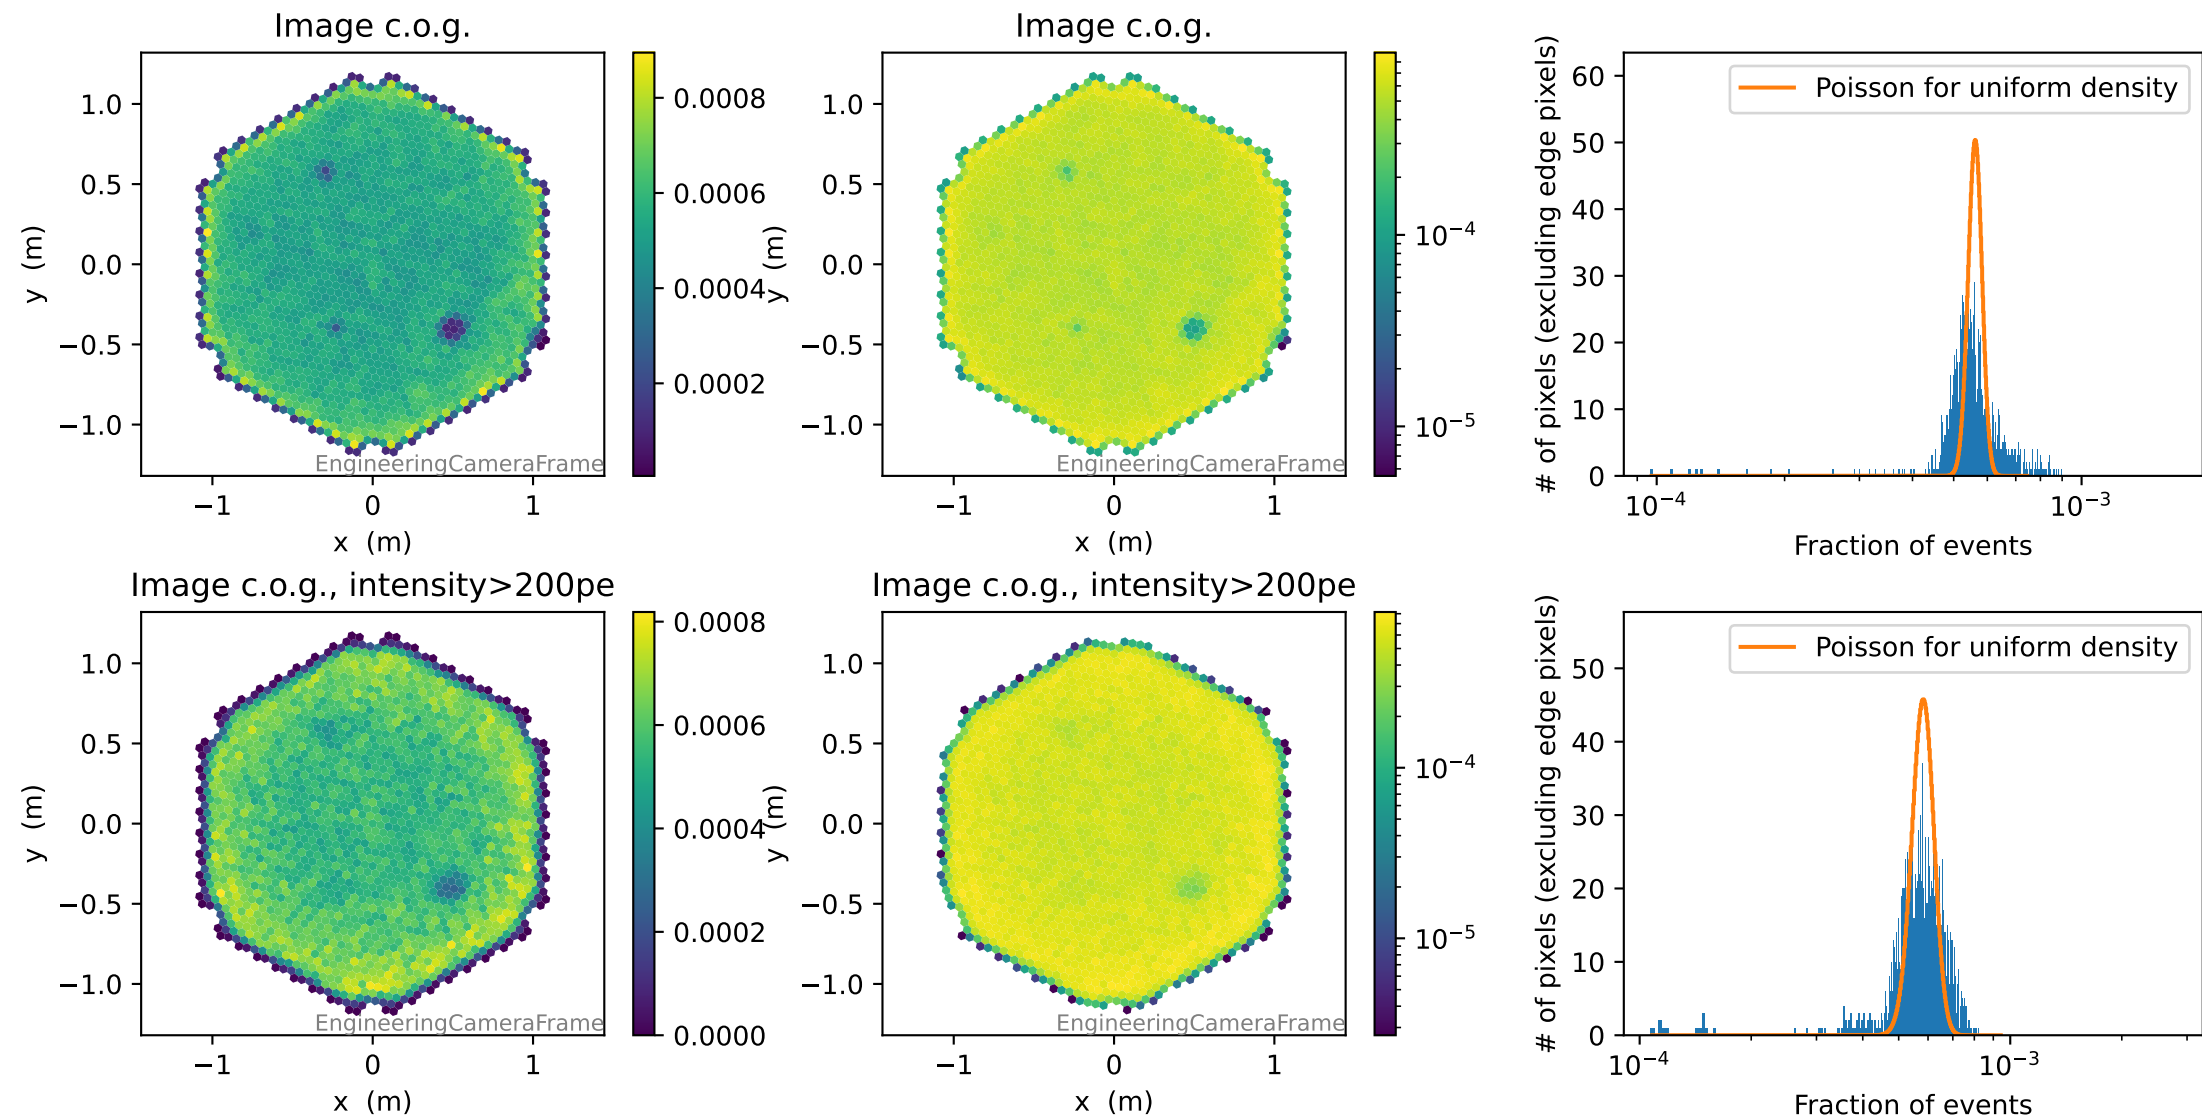 Image c.o.g.
1.0
0.5
0.0
−0.5
−1.0
y (m)
−1 0 1
x (m)
EngineeringCameraFrame
0.0008
0.0006
0.0004
0.0002
Image c.o.g.
1.0
0.5
0.0
−0.5
−1.0
y (m)
−1 0 1
x (m)
EngineeringCameraFrame
10⁻⁴
10⁻⁵
Poisson for uniform density
60
50
40
30
20
10
0
# of pixels (excluding edge pixels)
10⁻⁴ 10⁻³
Fraction of events
Image c.o.g., intensity>200pe
1.0
0.5
0.0
−0.5
−1.0
y (m)
−1 0 1
x (m)
EngineeringCameraFrame
0.0008
0.0006
0.0004
0.0002
0.0000
Image c.o.g., intensity>200pe
1.0
0.5
0.0
−0.5
−1.0
y (m)
−1 0 1
x (m)
EngineeringCameraFrame
10⁻⁴
10⁻⁵
Poisson for uniform density
50
40
30
20
10
0
# of pixels (excluding edge pixels)
10⁻⁴ 10⁻³
Fraction of events